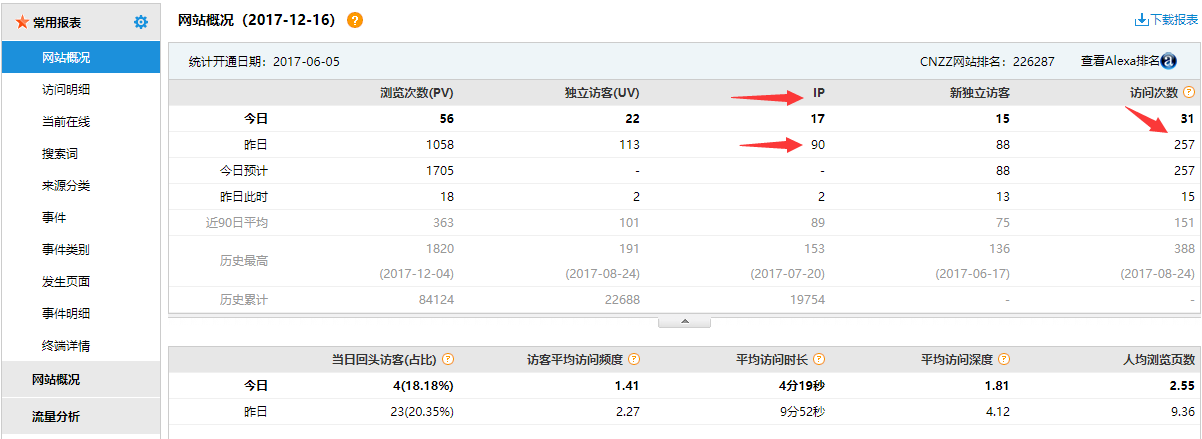 常用报表
网站概况
访问明细
当前在线
搜索词
来源分类
事件
事件类别
发生页面
事件明细
终端详情
网站概况
流量分析
网站概况（2017-12-16） ?
下载报表
统计开通日期：2017-06-05 CNZZ网站排名：226287 查看Alexa排名 a
浏览次数(PV) 独立访客(UV) IP 新独立访客 访问次数 ?
今日 56 22 17 15 31
昨日 1058 113 90 88 257
今日预计 1705 - - 88 257
昨日此时 18 2 2 13 15
近90日平均 363 101 89 75 151
历史最高 1820 191 153 136 388
(2017-12-04) (2017-08-24) (2017-07-20) (2017-06-17) (2017-08-24)
历史累计 84124 22688 19754 - -
当日回头访客(占比) ? 访客平均访问频度 ? 平均访问时长 ? 平均访问深度 ? 人均浏览页数
今日 4(18.18%) 1.41 4分19秒 1.81 2.55
昨日 23(20.35%) 2.27 9分52秒 4.12 9.36